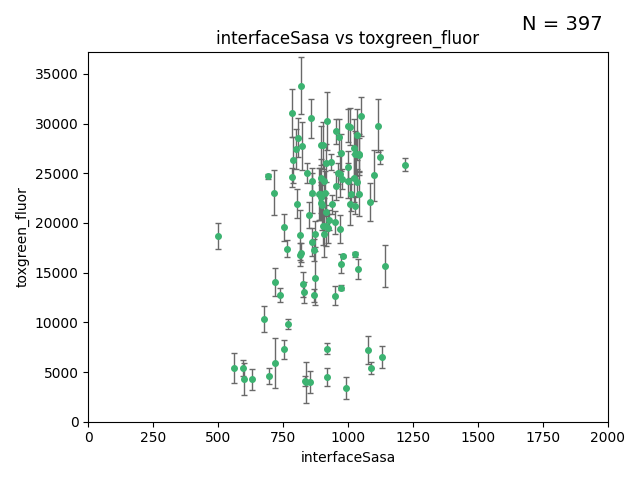 N = 397
interfaceSasa vs toxgreen_fluor
toxgreen_fluor
35000
30000
25000
20000
15000
10000
5000
0
0 250 500 750 1000 1250 1500 1750 2000
interfaceSasa